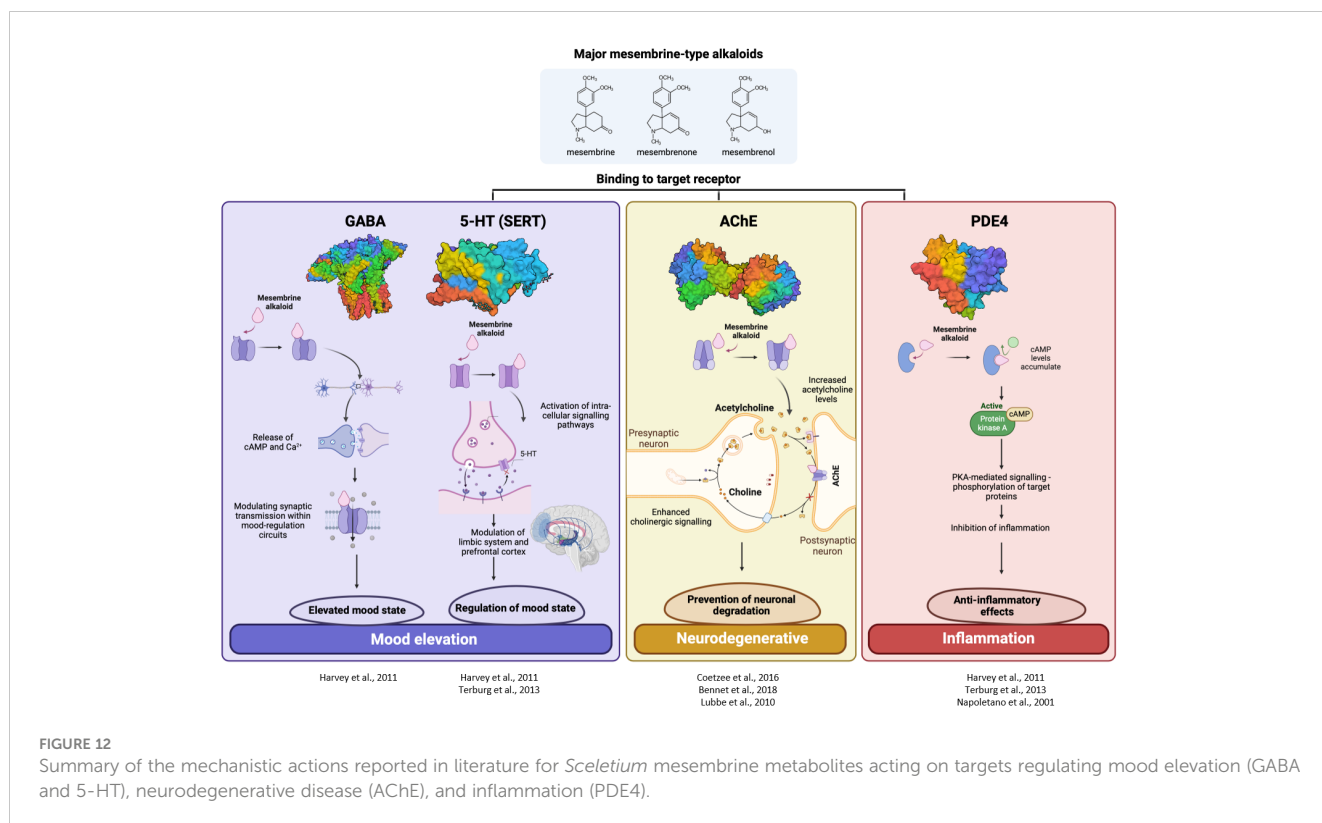 Major mesembrine-type alkaloids
OCH₃
OCH₃
N
CH₃
O
mesembrine
OCH₃
OCH₃
N
CH₃
O
mesembrenone
OCH₃
OCH₃
N
CH₃
OH
mesembrenol
Binding to target receptor
GABA
Mesembrine
alkaloid
Release of
cAMP and Ca²⁺
Modulating synaptic
transmission within
mood-regulation
circuits
Elevated mood state
5-HT (SERT)
Mesembrine
alkaloid
Activation of intra-
cellular signalling
pathways
5-HT
Modulation of
limbic system and
prefrontal cortex
Regulation of mood state
Mood elevation
AChE
Mesembrine
alkaloid
Increased
acetylcholine
levels
Acetylcholine
Presynaptic
neuron
Choline
AChE
Enhanced
cholinergic signalling
Postsynaptic
neuron
Prevention of neuronal
degradation
Neurodegenerative
PDE4
Mesembrine
alkaloid
cAMP
levels
accumulate
Active
Protein
kinase A
cAMP
PKA-mediated signalling -
phosphorylation of target
proteins
Inhibition of inflammation
Anti-inflammatory
effects
Inflammation
Harvey et al., 2011
Harvey et al., 2011
Terburg et al., 2013
Coetzee et al., 2016
Bennet et al., 2018
Lubbe et al., 2010
Harvey et al., 2011
Terburg et al., 2013
Napoletano et al., 2001
FIGURE 12
Summary of the mechanistic actions reported in literature for Sceletium mesembrine metabolites acting on targets regulating mood elevation (GABA
and 5-HT), neurodegenerative disease (AChE), and inflammation (PDE4).